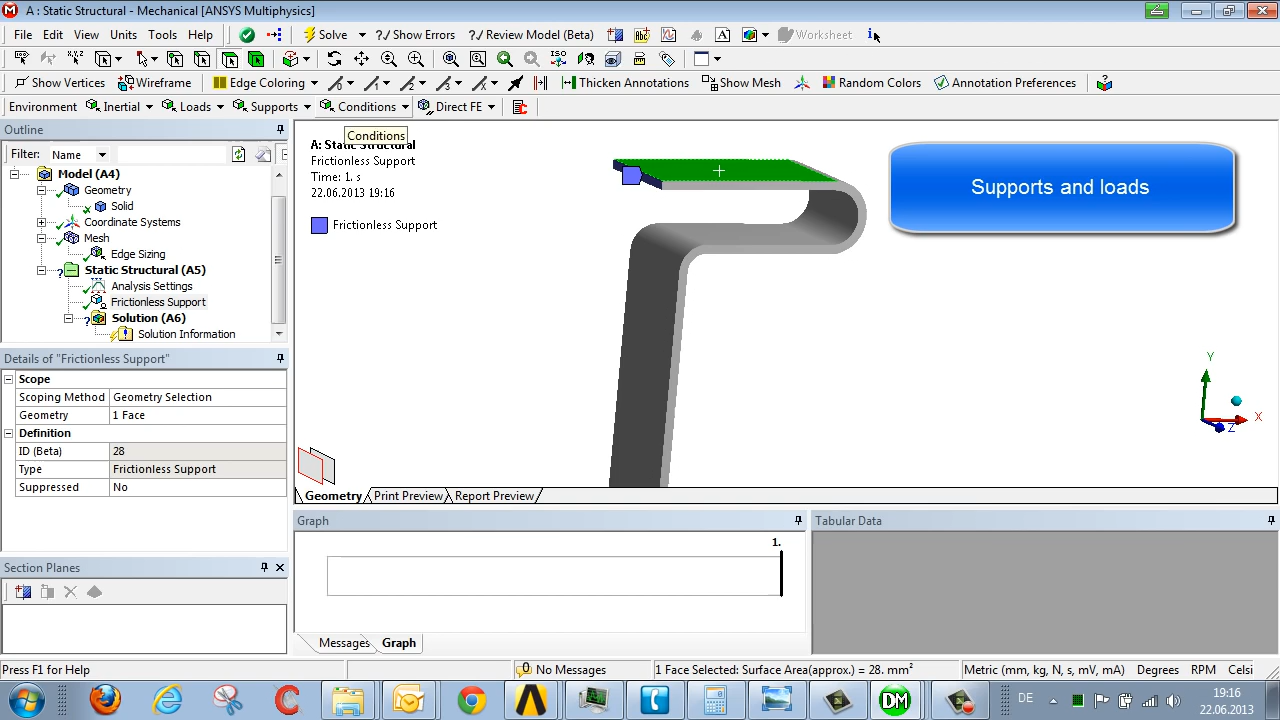 A : Static Structural - Mechanical [ANSYS Multiphysics]
File Edit View Units Tools Help Solve ?/ Show Errors ?/ Review Model (Beta) A Worksheet i
Show Vertices Wireframe Edge Coloring Thicken Annotations Show Mesh Random Colors Annotation Preferences
Environment Inertial Loads Supports Conditions Direct FE
Outline
Filter: Name
Model (A4)
Geometry
Solid
Coordinate Systems
Mesh
Edge Sizing
Static Structural (A5)
Analysis Settings
Frictionless Support
Solution (A6)
Solution Information
Details of "Frictionless Support"
Scope
Scoping Method Geometry Selection
Geometry 1 Face
Definition
ID (Beta) 28
Type Frictionless Support
Suppressed No
Section Planes
Conditions
A: Static Structural
Frictionless Support
Time: 1. s
22.06.2013 19:16
Frictionless Support
Supports and loads
Y
X
Z
Geometry Print Preview Report Preview
Graph
1.
Messages Graph
Tabular Data
Press F1 for Help 0 No Messages 1 Face Selected: Surface Area(approx.) = 28. mm² Metric (mm, kg, N, s, mV, mA) Degrees RPM Celsi
DM DE 19:16
22.06.2013